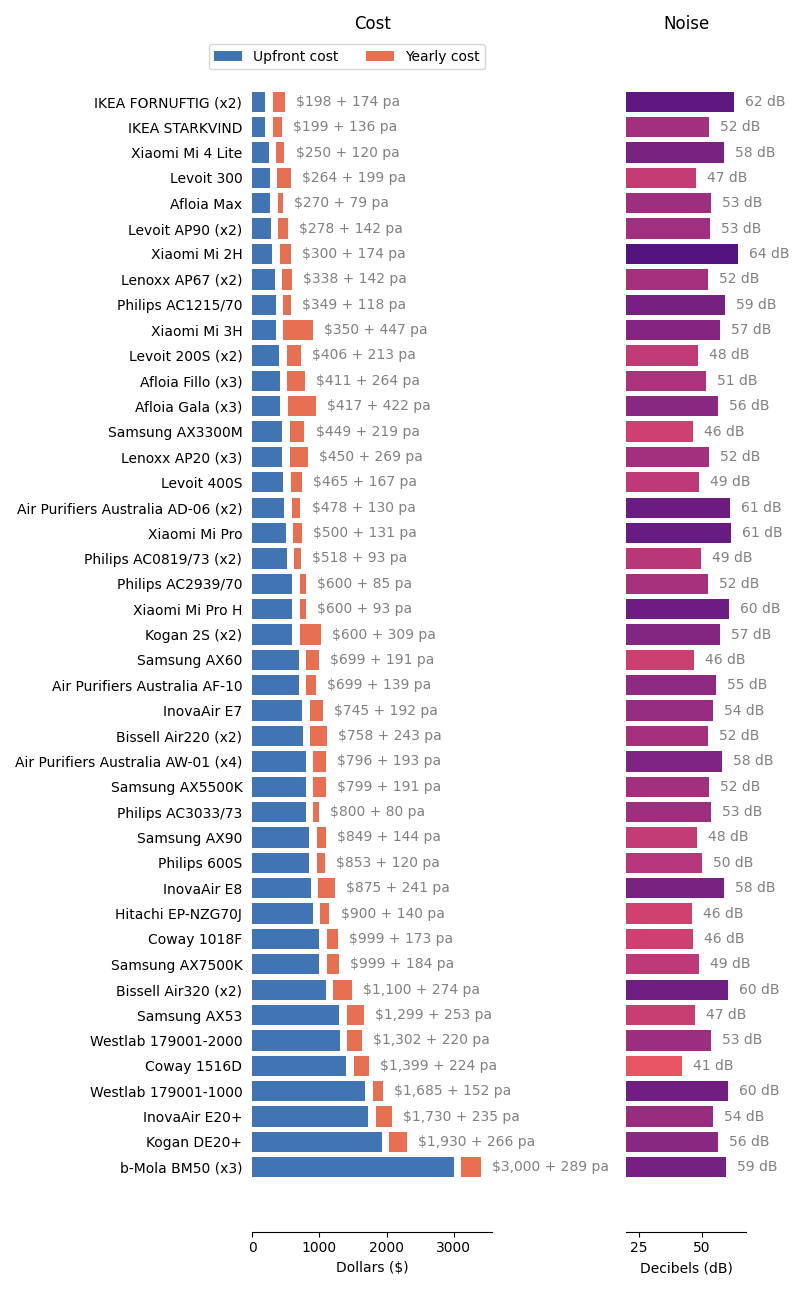 Cost Noise
Upfront cost Yearly cost
IKEA FORNUFTIG (x2) $198 + 174 pa 62 dB
IKEA STARKVIND $199 + 136 pa 52 dB
Xiaomi Mi 4 Lite $250 + 120 pa 58 dB
Levoit 300 $264 + 199 pa 47 dB
Afloia Max $270 + 79 pa 53 dB
Levoit AP90 (x2) $278 + 142 pa 53 dB
Xiaomi Mi 2H $300 + 174 pa 64 dB
Lenoxx AP67 (x2) $338 + 142 pa 52 dB
Philips AC1215/70 $349 + 118 pa 59 dB
Xiaomi Mi 3H $350 + 447 pa 57 dB
Levoit 200S (x2) $406 + 213 pa 48 dB
Afloia Fillo (x3) $411 + 264 pa 51 dB
Afloia Gala (x3) $417 + 422 pa 56 dB
Samsung AX3300M $449 + 219 pa 46 dB
Lenoxx AP20 (x3) $450 + 269 pa 52 dB
Levoit 400S $465 + 167 pa 49 dB
Air Purifiers Australia AD-06 (x2) $478 + 130 pa 61 dB
Xiaomi Mi Pro $500 + 131 pa 61 dB
Philips AC0819/73 (x2) $518 + 93 pa 49 dB
Philips AC2939/70 $600 + 85 pa 52 dB
Xiaomi Mi Pro H $600 + 93 pa 60 dB
Kogan 2S (x2) $600 + 309 pa 57 dB
Samsung AX60 $699 + 191 pa 46 dB
Air Purifiers Australia AF-10 $699 + 139 pa 55 dB
InovaAir E7 $745 + 192 pa 54 dB
Bissell Air220 (x2) $758 + 243 pa 52 dB
Air Purifiers Australia AW-01 (x4) $796 + 193 pa 58 dB
Samsung AX5500K $799 + 191 pa 52 dB
Philips AC3033/73 $800 + 80 pa 53 dB
Samsung AX90 $849 + 144 pa 48 dB
Philips 600S $853 + 120 pa 50 dB
InovaAir E8 $875 + 241 pa 58 dB
Hitachi EP-NZG70J $900 + 140 pa 46 dB
Coway 1018F $999 + 173 pa 46 dB
Samsung AX7500K $999 + 184 pa 49 dB
Bissell Air320 (x2) $1,100 + 274 pa 60 dB
Samsung AX53 $1,299 + 253 pa 47 dB
Westlab 179001-2000 $1,302 + 220 pa 53 dB
Coway 1516D $1,399 + 224 pa 41 dB
Westlab 179001-1000 $1,685 + 152 pa 60 dB
InovaAir E20+ $1,730 + 235 pa 54 dB
Kogan DE20+ $1,930 + 266 pa 56 dB
b-Mola BM50 (x3) $3,000 + 289 pa 59 dB
0 1000 2000 3000 25 50
Dollars ($) Decibels (dB)